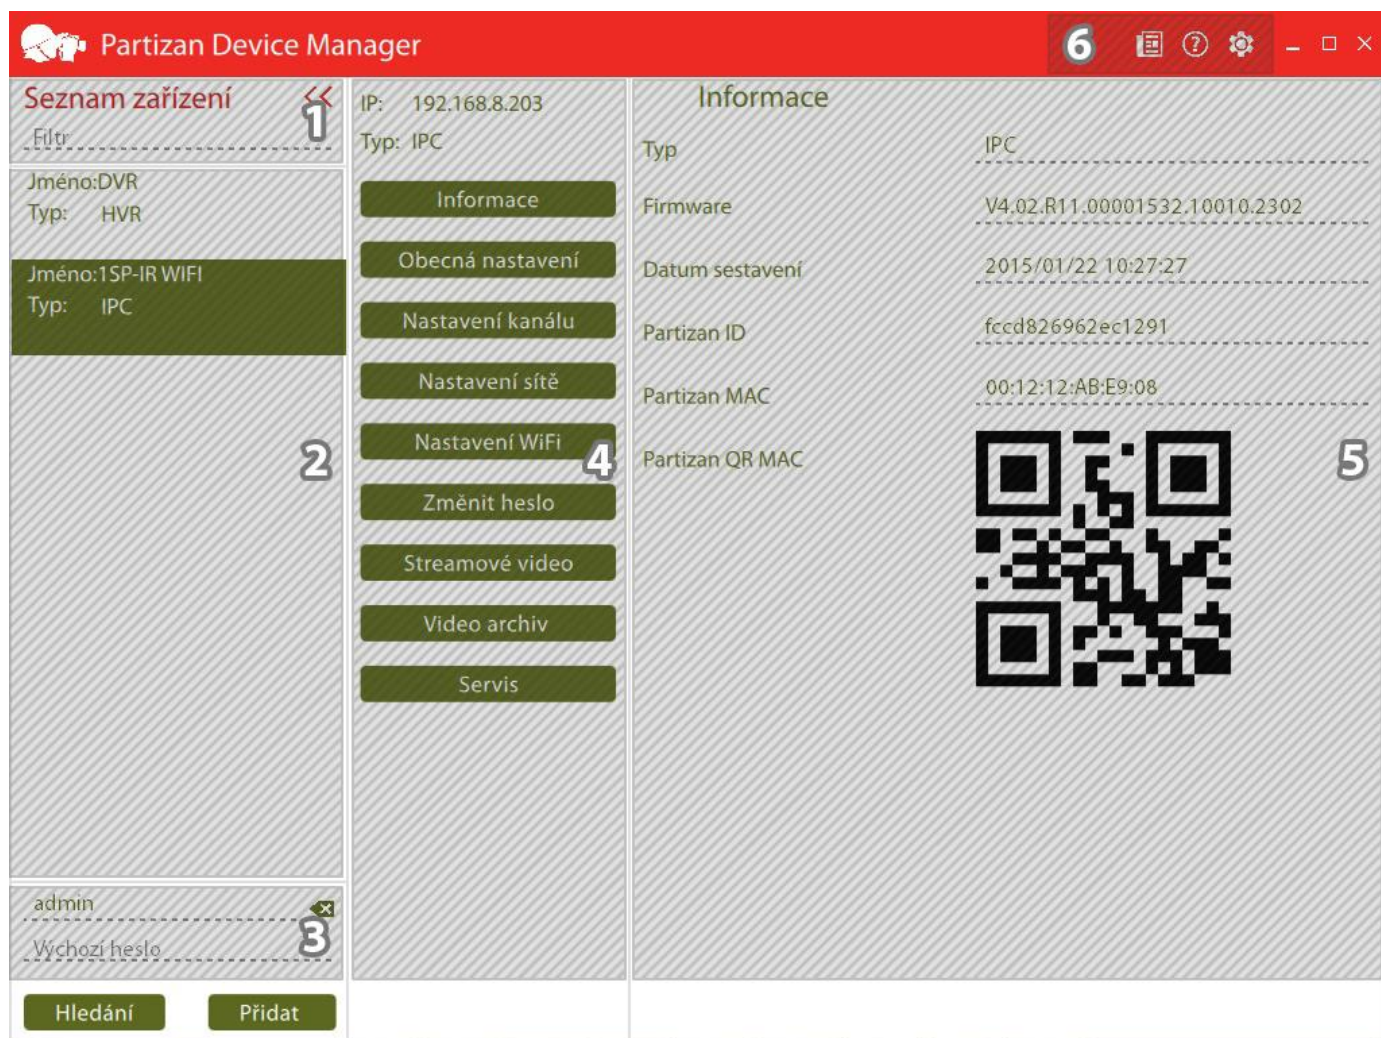 Partizan Device Manager
6
Seznam zařízení
1
Filtr
Jméno:DVR
Typ: HVR
Jméno:1SP-IR WIFI
Typ: IPC
2
admin
Výchozí heslo
3
Hledání
Přidat
IP: 192.168.8.203
Typ: IPC
Informace
Obecná nastavení
Nastavení kanálu
Nastavení sítě
Nastavení WiFi
4
Změnit heslo
Streamové video
Video archiv
Servis
Informace
Typ IPC
Firmware V4.02.R11.00001532.10010.2302
Datum sestavení 2015/01/22 10:27:27
Partizan ID fccd826962ec1291
Partizan MAC 00:12:12:AB:E9:08
Partizan QR MAC
5